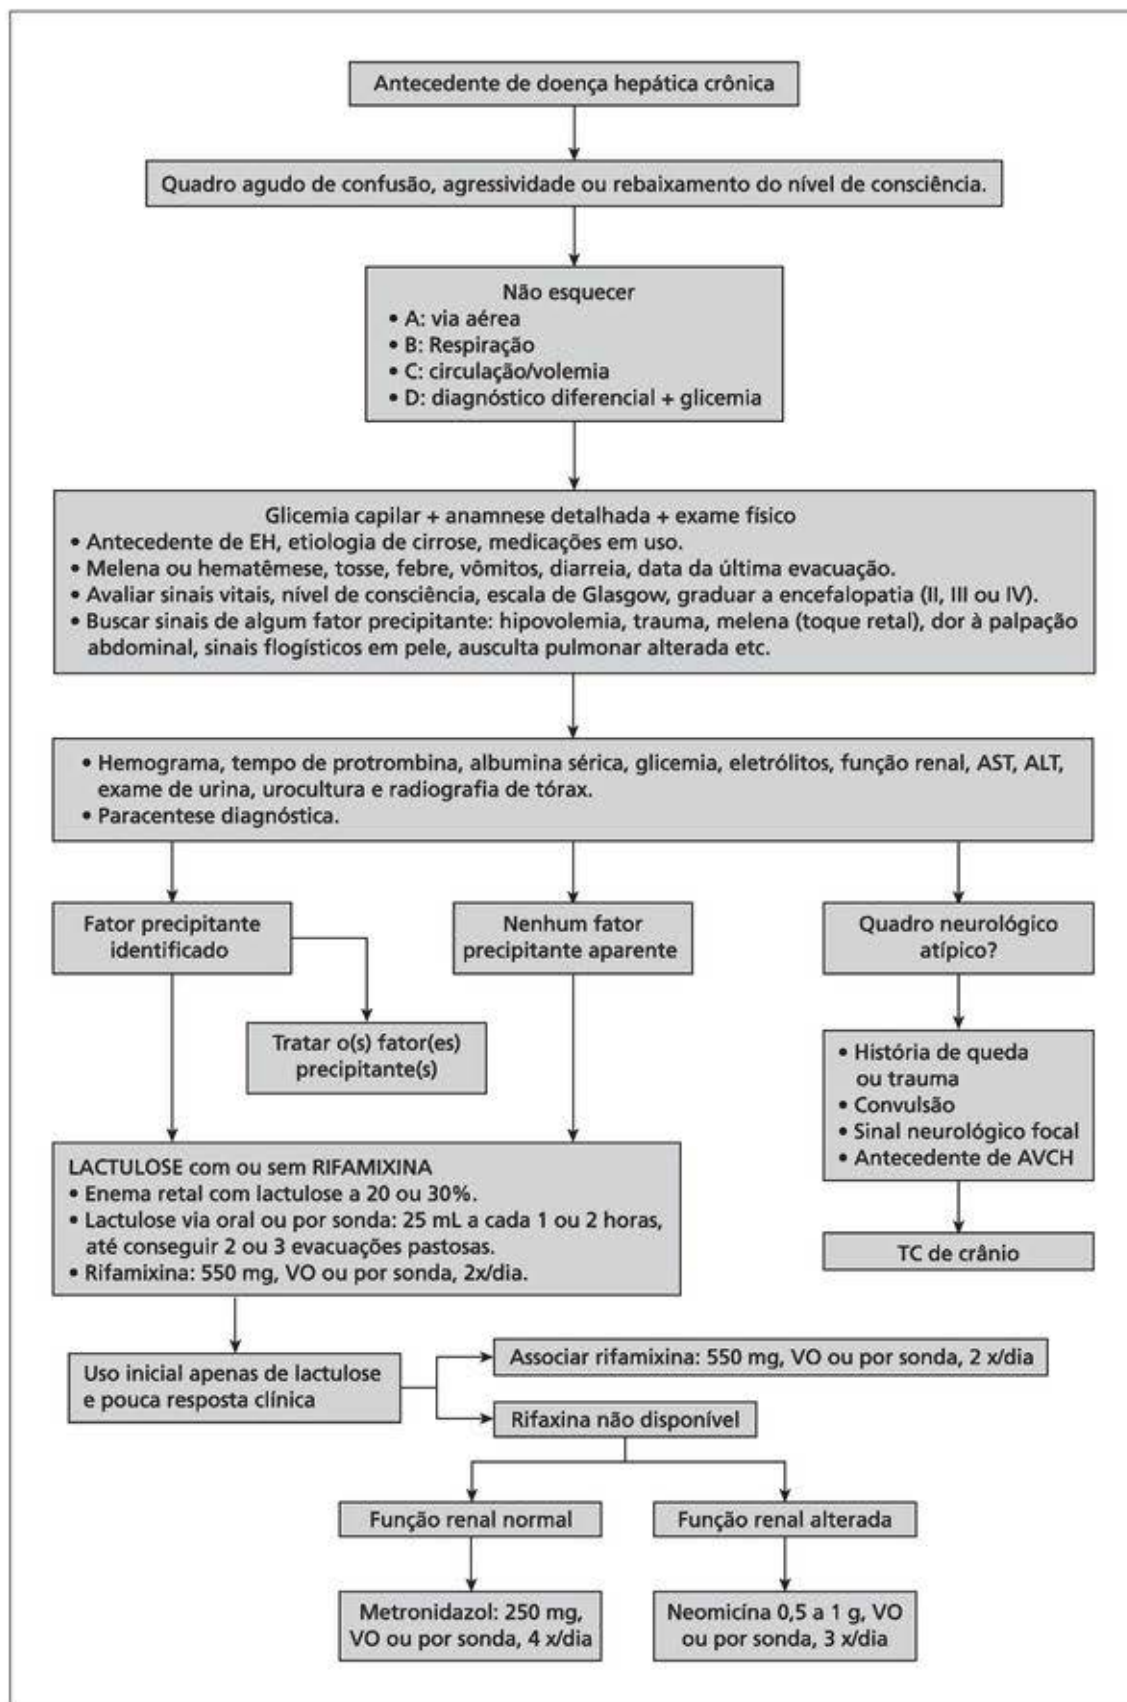 Antecedente de doença hepática crônica
Quadro agudo de confusão, agressividade ou rebaixamento do nível de consciência.
Não esquecer
• A: via aérea
• B: Respiração
• C: circulação/volemia
• D: diagnóstico diferencial + glicemia
Glicemia capilar + anamnese detalhada + exame físico
• Antecedente de EH, etiologia de cirrose, medicações em uso.
• Melena ou hematêmese, tosse, febre, vômitos, diarreia, data da última evacuação.
• Avaliar sinais vitais, nível de consciência, escala de Glasgow, graduar a encefalopatia (II, III ou IV).
• Buscar sinais de algum fator precipitante: hipovolemia, trauma, melena (toque retal), dor à palpação
abdominal, sinais flogísticos em pele, ausculta pulmonar alterada etc.
• Hemograma, tempo de protrombina, albumina sérica, glicemia, eletrólitos, função renal, AST, ALT,
exame de urina, urocultura e radiografia de tórax.
• Paracentese diagnóstica.
Fator precipitante
identificado
Nenhum fator
precipitante aparente
Quadro neurológico
atípico?
Tratar o(s) fator(es)
precipitante(s)
• História de queda
ou trauma
• Convulsão
• Sinal neurológico focal
• Antecedente de AVCH
LACTULOSE com ou sem RIFAMIXINA
• Enema retal com lactulose a 20 ou 30%.
• Lactulose via oral ou por sonda: 25 mL a cada 1 ou 2 horas,
até conseguir 2 ou 3 evacuações pastosas.
• Rifamixina: 550 mg, VO ou por sonda, 2x/dia.
TC de crânio
Uso inicial apenas de lactulose
e pouca resposta clínica
Associar rifamixina: 550 mg, VO ou por sonda, 2 x/dia
Rifaxina não disponível
Função renal normal
Função renal alterada
Metronidazol: 250 mg,
VO ou por sonda, 4 x/dia
Neomicína 0,5 a 1 g, VO
ou por sonda, 3 x/dia